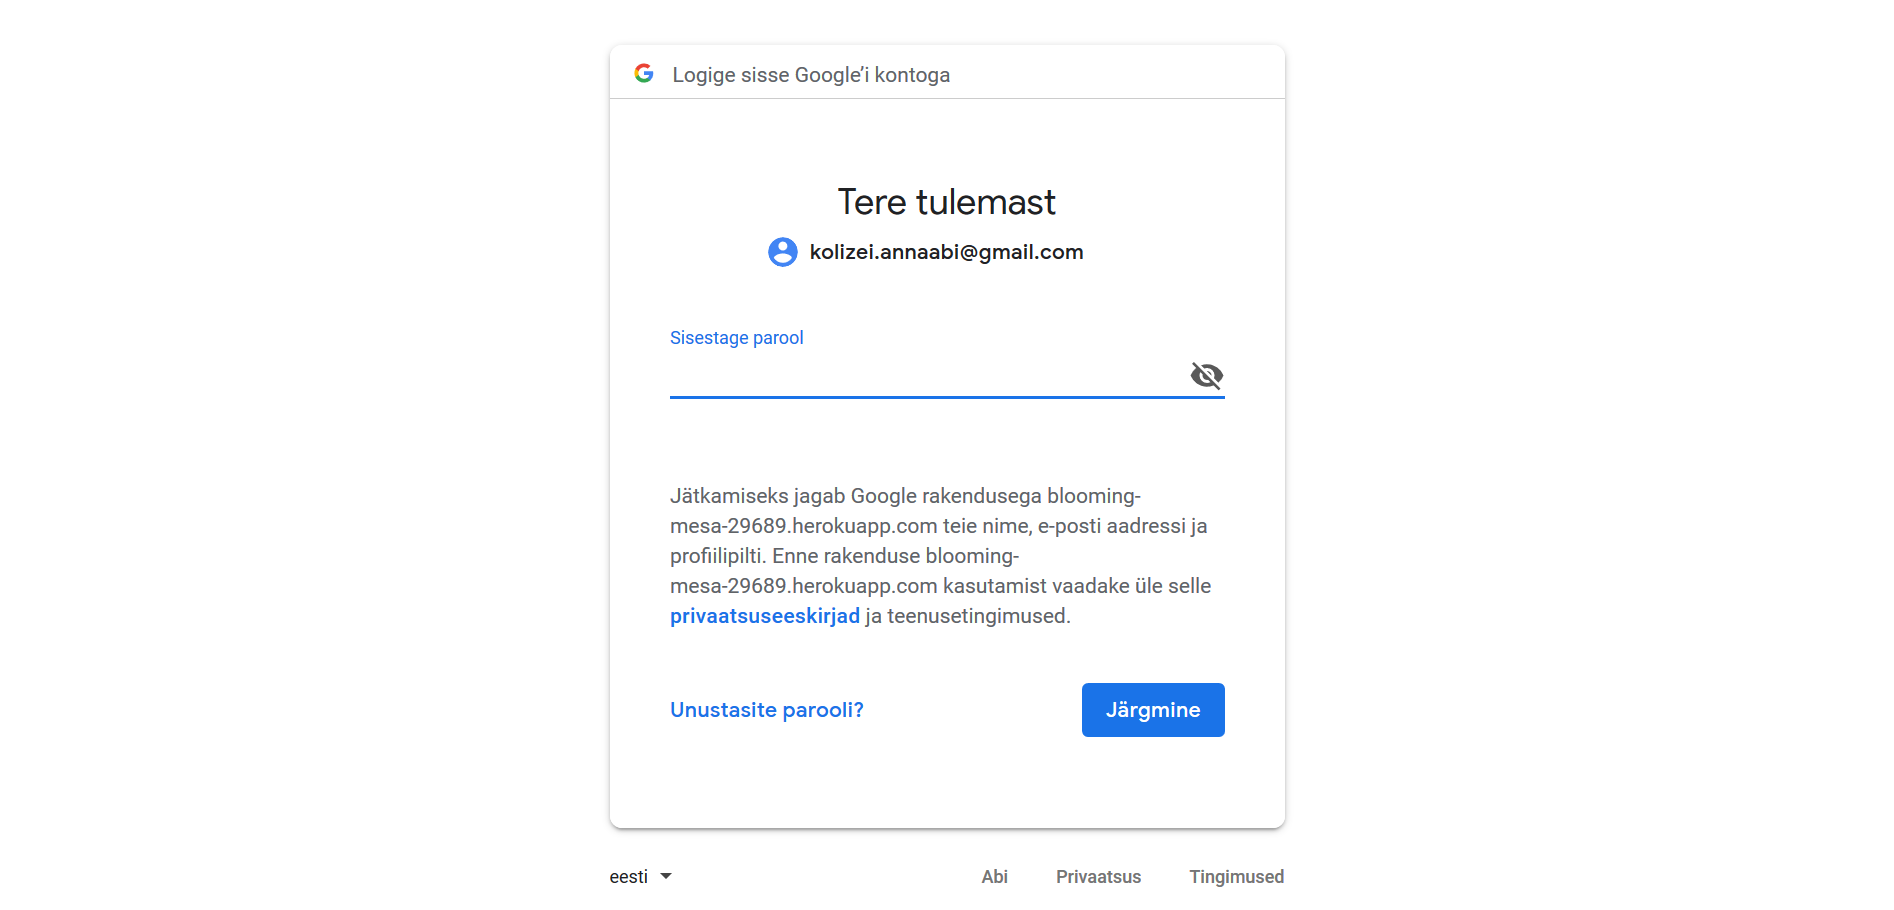 Logige sisse Google’i kontoga
Tere tulemast
kolizei.annaabi@gmail.com
Sisestage parool
Jätkamiseks jagab Google rakendusega blooming-
mesa-29689.herokuapp.com teie nime, e-posti aadressi ja
profiilipilti. Enne rakenduse blooming-
mesa-29689.herokuapp.com kasutamist vaadake üle selle
privaatsuseeskirjad ja teenusetingimused.
Unustasite parooli?
Järgmine
eesti
Abi
Privaatsus
Tingimused